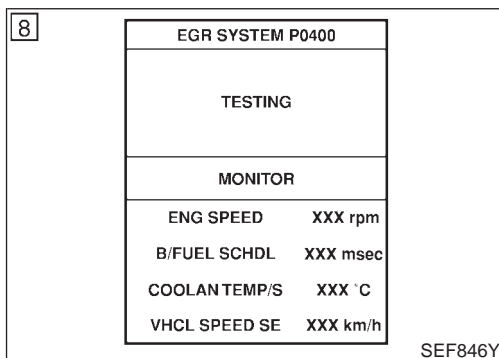 8
EGR SYSTEM P0400
TESTING
MONITOR
ENG SPEED XXX rpm
B/FUEL SCHDL XXX msec
COOLAN TEMP/S XXX °C
VHCL SPEED SE XXX km/h
SEF846Y